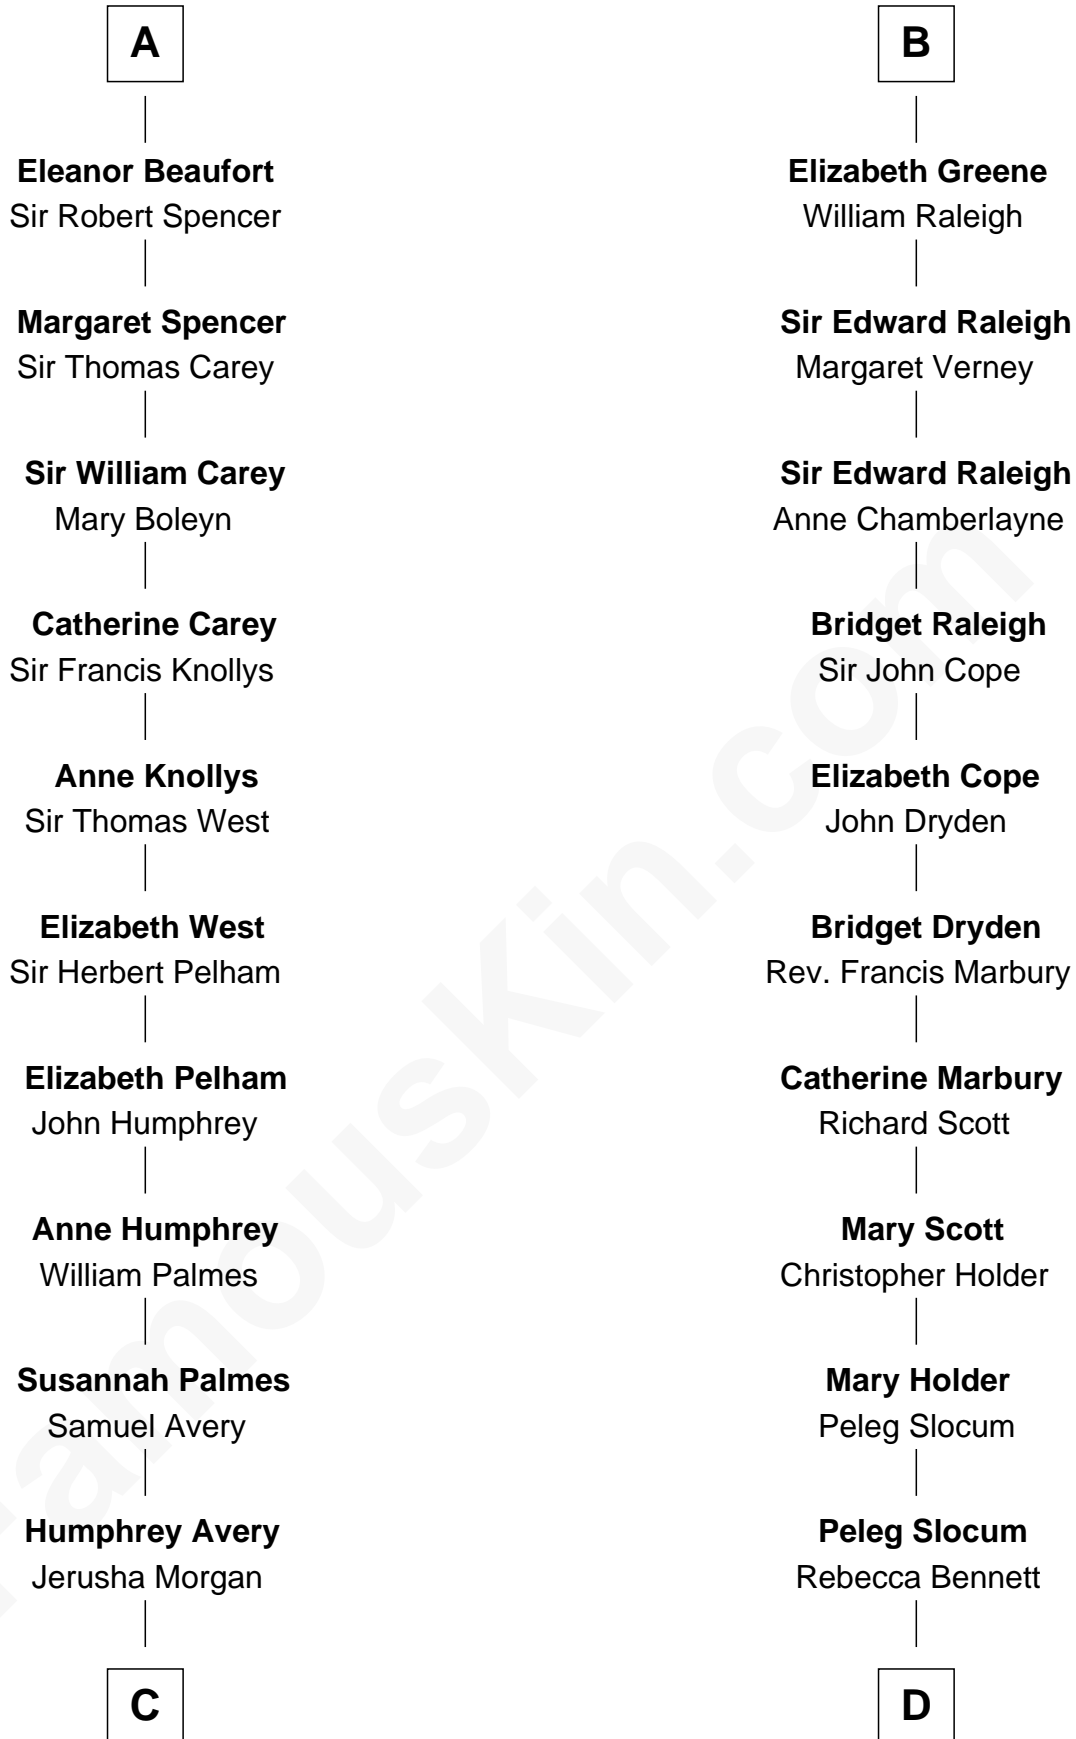 A
Eleanor Beaufort
Sir Robert Spencer
Margaret Spencer
Sir Thomas Carey
Sir William Carey
Mary Boleyn
Catherine Carey
Sir Francis Knollys
Anne Knollys
Sir Thomas West
Elizabeth West
Sir Herbert Pelham
Elizabeth Pelham
John Humphrey
Anne Humphrey
William Palmes
Susannah Palmes
Samuel Avery
Humphrey Avery
Jerusha Morgan
C
B
Elizabeth Greene
William Raleigh
Sir Edward Raleigh
Margaret Verney
Sir Edward Raleigh
Anne Chamberlayne
Bridget Raleigh
Sir John Cope
Elizabeth Cope
John Dryden
Bridget Dryden
Rev. Francis Marbury
Catherine Marbury
Richard Scott
Mary Scott
Christopher Holder
Mary Holder
Peleg Slocum
Peleg Slocum
Rebecca Bennett
D
FamousKin.com